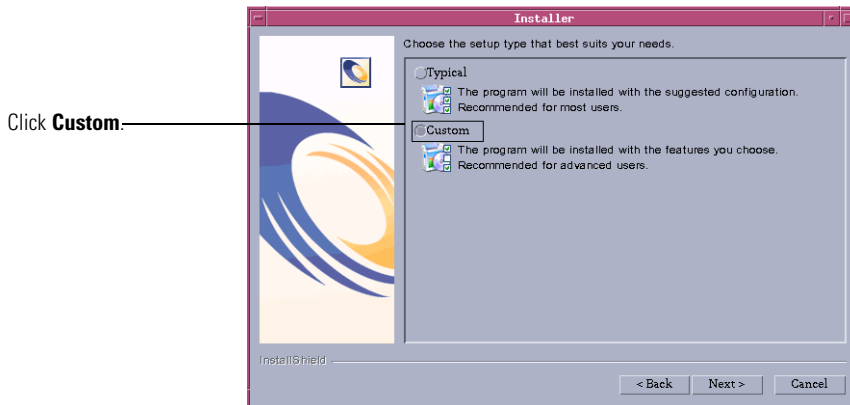 Installer
Choose the setup type that best suits your needs.
Typical
The program will be installed with the suggested configuration.
Recommended for most users.
Click Custom.
Custom
The program will be installed with the features you choose.
Recommended for advanced users.
InstallShield
< Back Next > Cancel